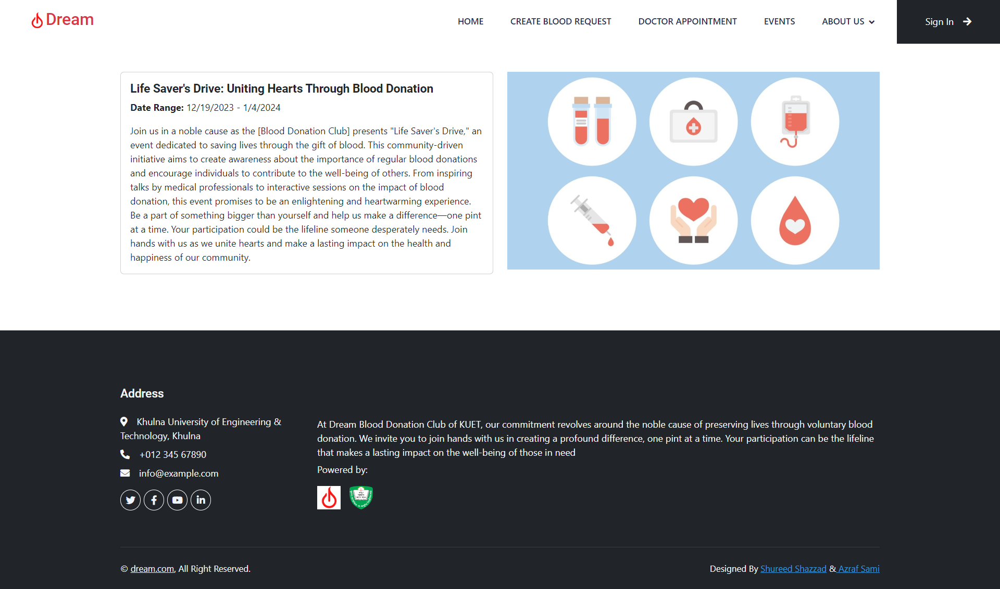 Dream
HOME
CREATE BLOOD REQUEST
DOCTOR APPOINTMENT
EVENTS
ABOUT US
Sign In
Life Saver's Drive: Uniting Hearts Through Blood Donation
Date Range: 12/19/2023 - 1/4/2024
Join us in a noble cause as the [Blood Donation Club] presents "Life Saver's Drive," an
event dedicated to saving lives through the gift of blood. This community-driven
initiative aims to create awareness about the importance of regular blood donations
and encourage individuals to contribute to the well-being of others. From inspiring
talks by medical professionals to interactive sessions on the impact of blood
donation, this event promises to be an enlightening and heartwarming experience.
Be a part of something bigger than yourself and help us make a difference—one pint
at a time. Your participation could be the lifeline someone desperately needs. Join
hands with us as we unite hearts and make a lasting impact on the health and
happiness of our community.
Address
Khulna University of Engineering &
Technology, Khulna
+012 345 67890
info@example.com
At Dream Blood Donation Club of KUET, our commitment revolves around the noble cause of preserving lives through voluntary blood
donation. We invite you to join hands with us in creating a profound difference, one pint at a time. Your participation can be the lifeline
that makes a lasting impact on the well-being of those in need
Powered by:
© dream.com, All Right Reserved.
Designed By Shureed Shazzad & Azraf Sami